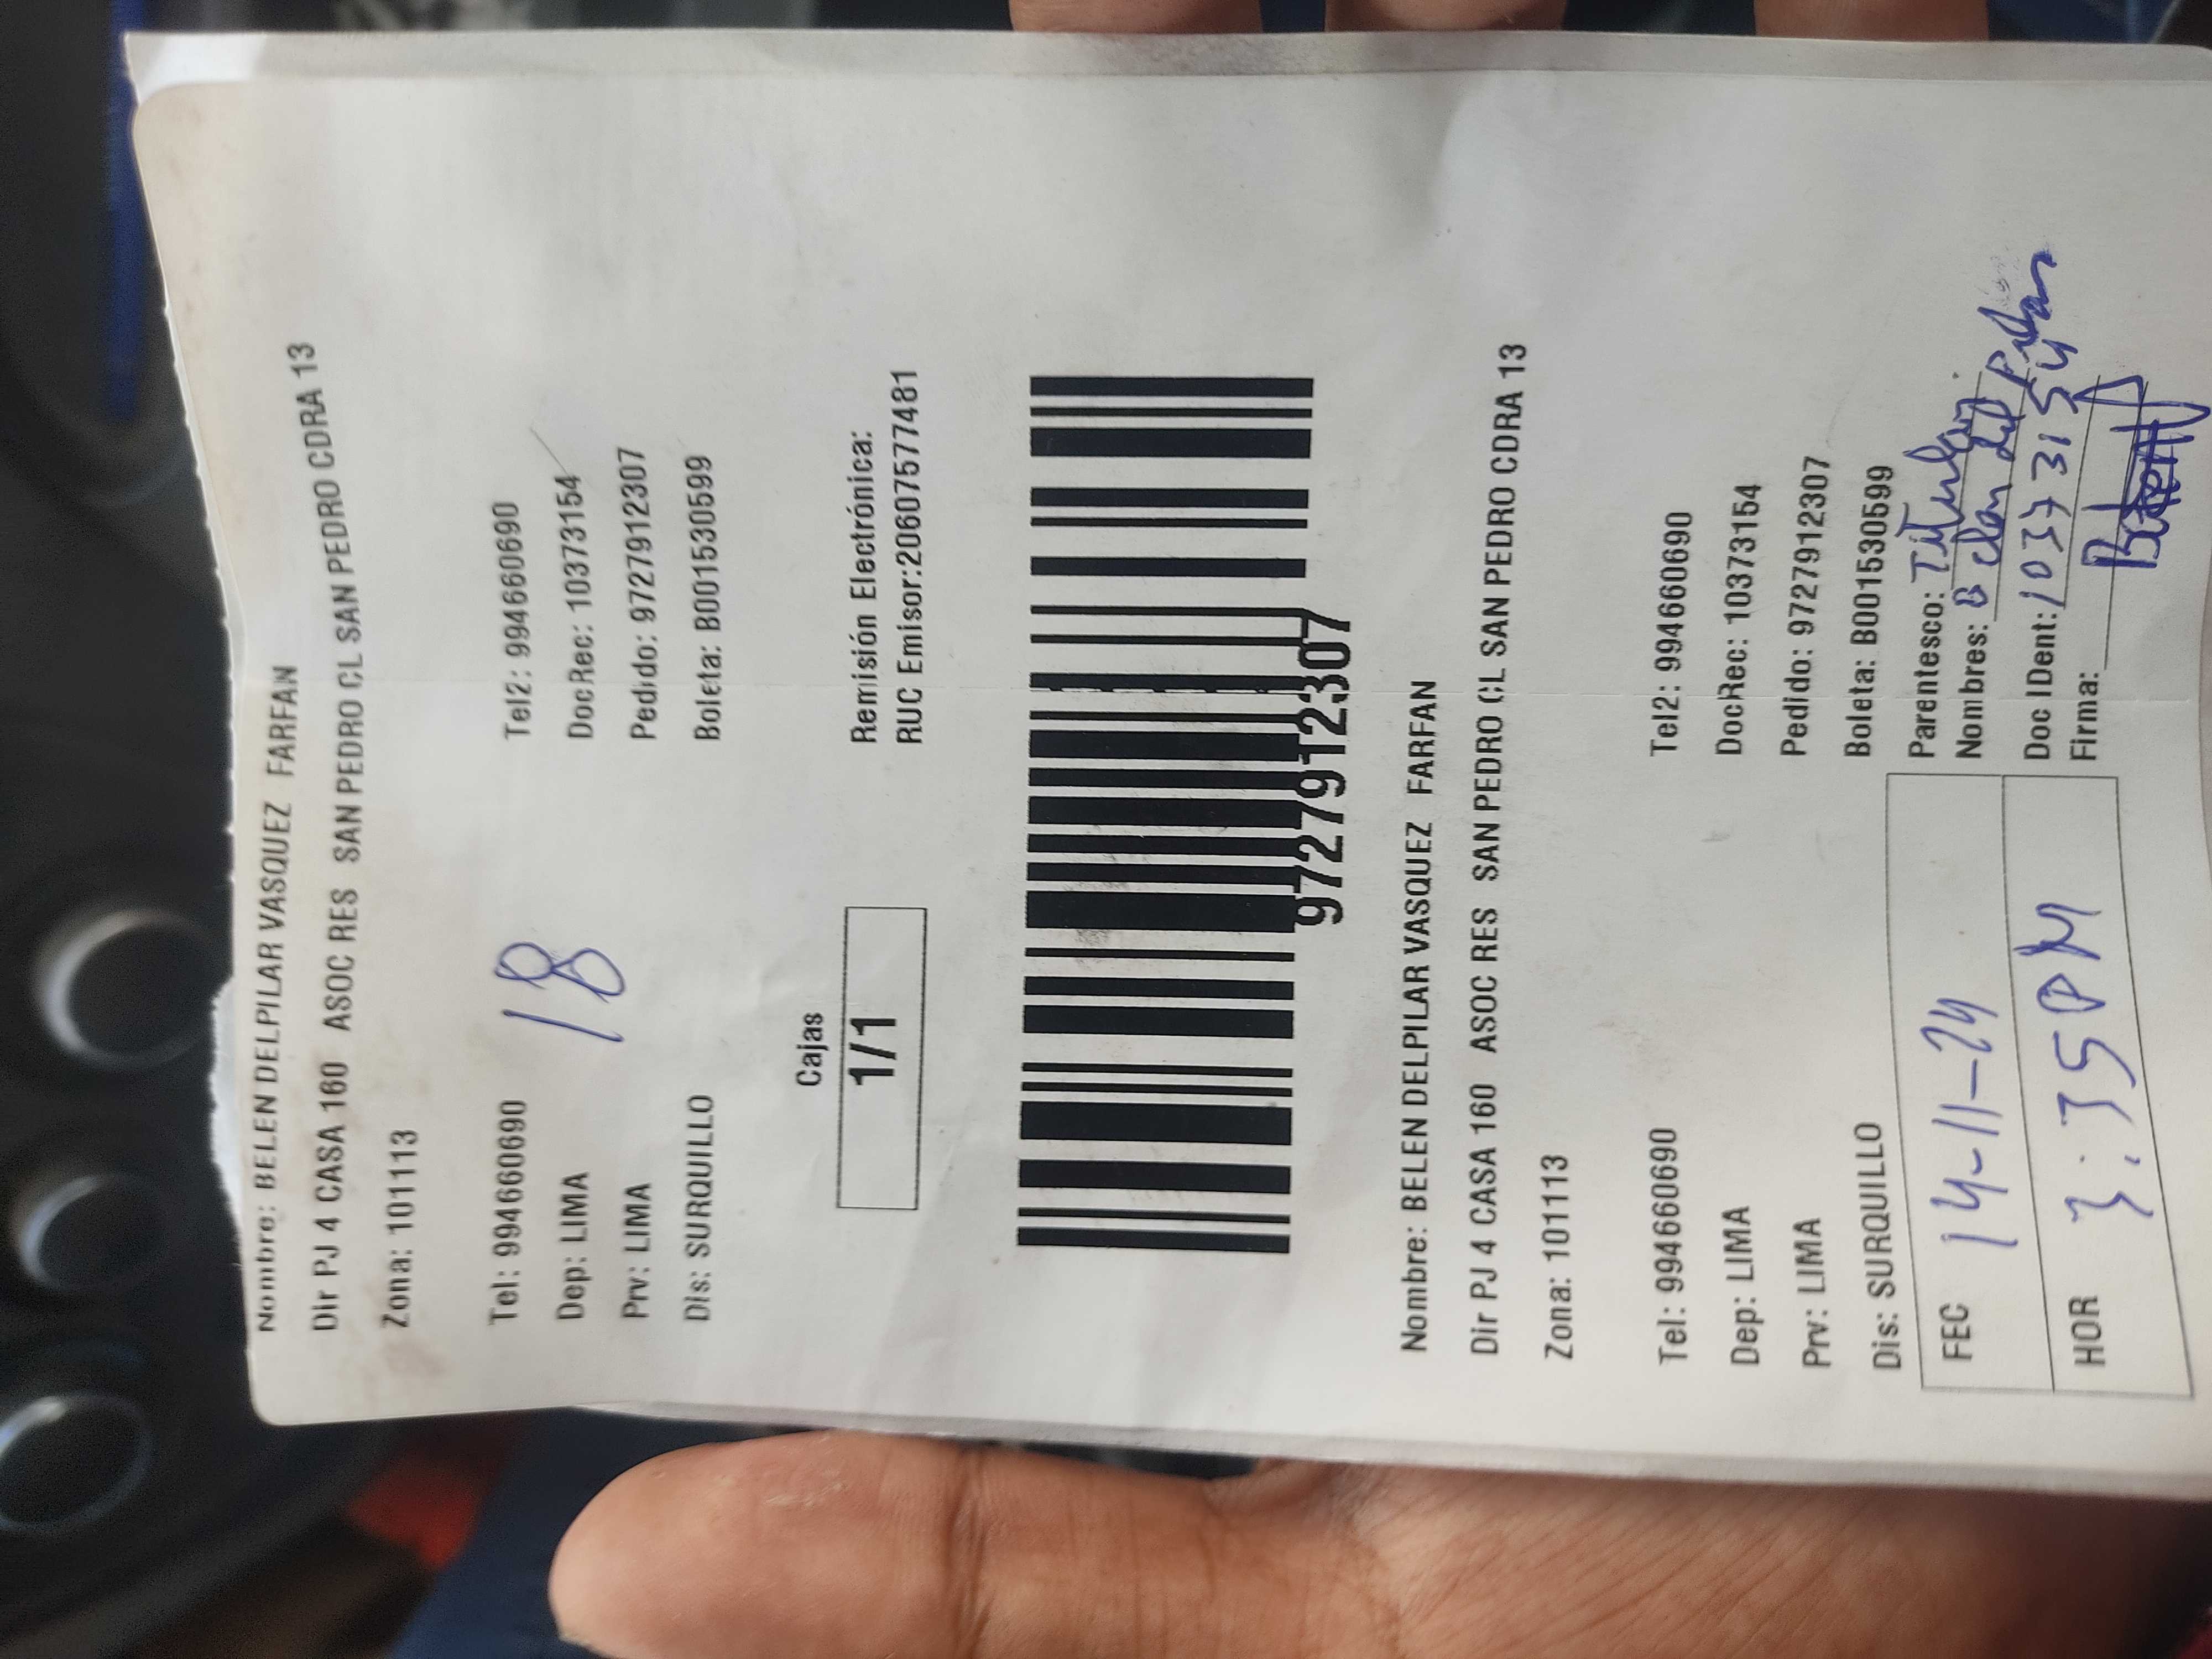 Nombre: BELEN DELPILAR VASQUEZ FARFAN
Dir PJ 4 CASA 160 ASOC RES SAN PEDRO CL SAN PEDRO CDRA 13
Zona: 101113
Tel: 994660690 Tel2: 994660690
Dep: LIMA DocRec: 10373154
18
Prv: LIMA Pedido: 9727912307
Dis: SURQUILLO Boleta: B001530599
Cajas
1/1
Remisión Electrónica:
RUC Emisor:20607577481
9727912307
Nombre: BELEN DELPILAR VASQUEZ FARFAN
Dir PJ 4 CASA 160 ASOC RES SAN PEDRO CL SAN PEDRO CDRA 13
Zona: 101113
Tel: 994660690 Tel2: 994660690
Dep: LIMA DocRec: 10373154
Prv: LIMA Pedido: 9727912307
Dis: SURQUILLO Boleta: B001530599
FEC 14-11-24
HOR 3:35PM
Parentesco: Titular
Nombres: del
Doc IDent: 10373154
Firma: